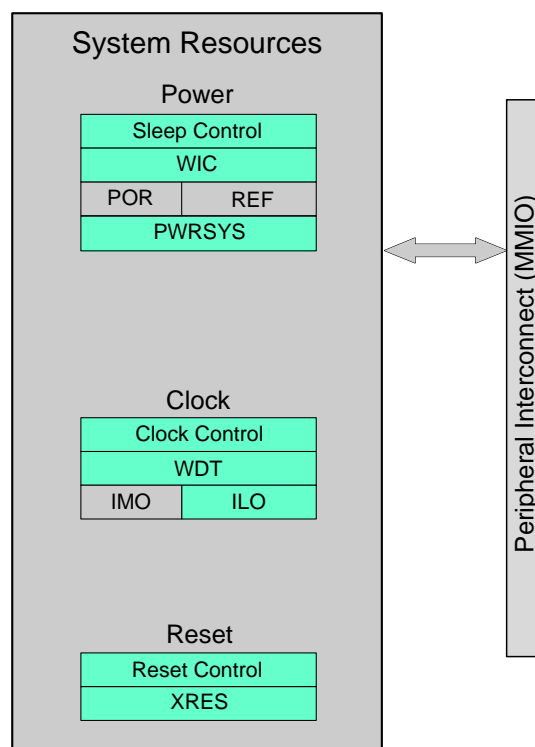 System Resources
Power
Sleep Control
WIC
POR REF
PWRSYS
Clock
Clock Control
WDT
IMO ILO
Reset
Reset Control
XRES
Peripheral Interconnect (MMIO)